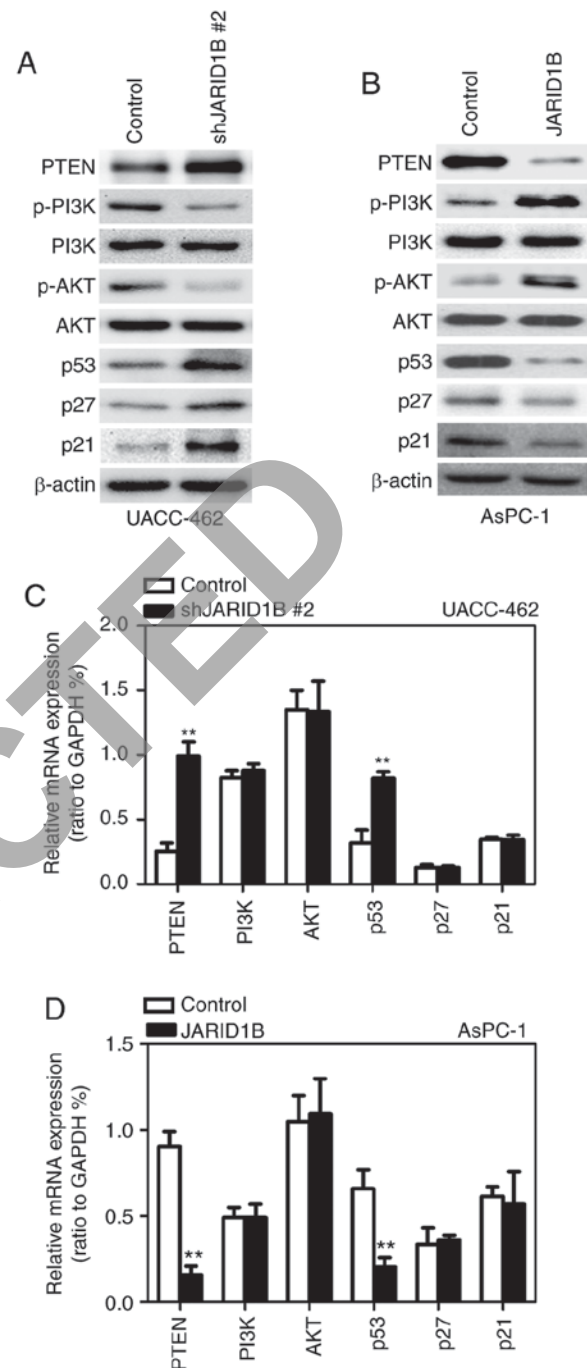 A
Control
shJARID1B #2
PTEN
p-PI3K
PI3K
p-AKT
AKT
p53
p27
p21
β-actin
UACC-462
B
Control
JARID1B
PTEN
p-PI3K
PI3K
p-AKT
AKT
p53
p27
p21
β-actin
AsPC-1
CTED
C
Control
shJARID1B #2
UACC-462
Relative mRNA expression
(ratio to GAPDH %)
2.0
1.5
1.0
0.5
0.0
**
**
PTEN
PI3K
AKT
p53
p27
p21
D
Control
JARID1B
AsPC-1
Relative mRNA expression
(ratio to GAPDH %)
1.5
1.0
0.5
0.0
**
**
PTEN
PI3K
AKT
p53
p27
p21